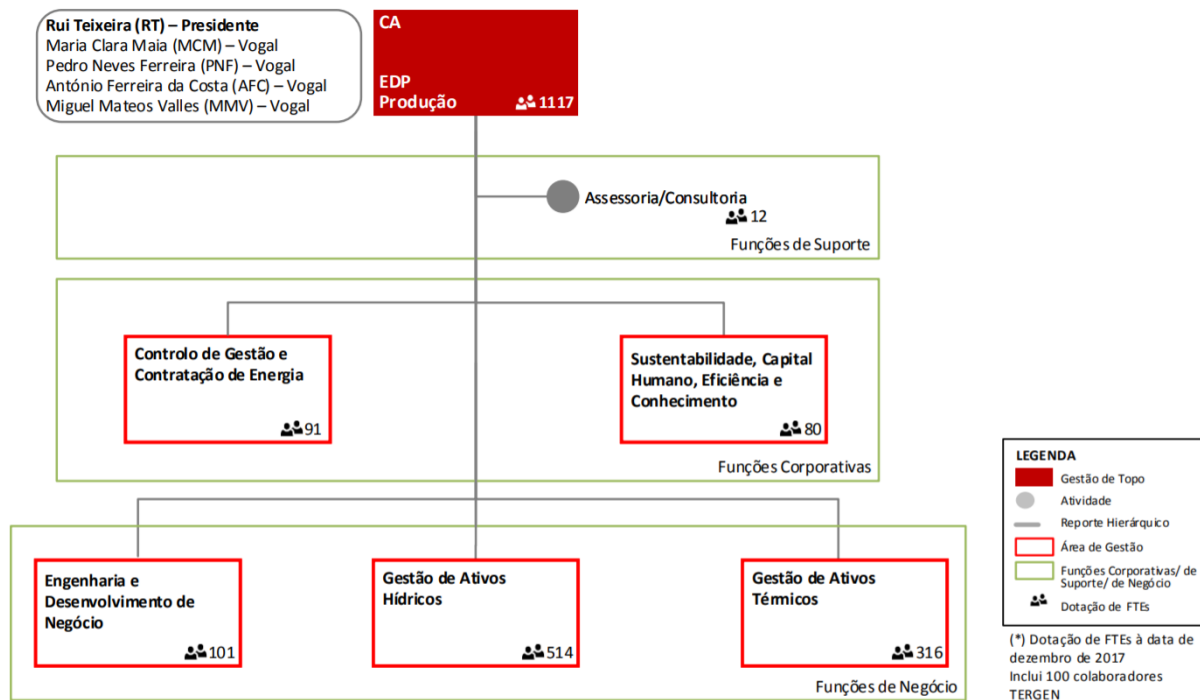 Rui Teixeira (RT) – Presidente
Maria Clara Maia (MCM) – Vogal
Pedro Neves Ferreira (PNF) – Vogal
António Ferreira da Costa (AFC) – Vogal
Miguel Mateos Valles (MMV) – Vogal
CA
EDP
Produção 1117
Assessoria/Consultoria
12
Funções de Suporte
Controlo de Gestão e
Contratação de Energia
91
Sustentabilidade, Capital
Humano, Eficiência e
Conhecimento
80
Funções Corporativas
Engenharia e
Desenvolvimento de
Negócio
101
Gestão de Ativos
Hídricos
514
Gestão de Ativos
Térmicos
316
Funções de Negócio
LEGENDA
Gestão de Topo
Atividade
Reporte Hierárquico
Área de Gestão
Funções Corporativas/ de
Suporte/ de Negócio
Dotação de FTEs
(*) Dotação de FTEs à data de
dezembro de 2017
Inclui 100 colaboradores
TERGEN